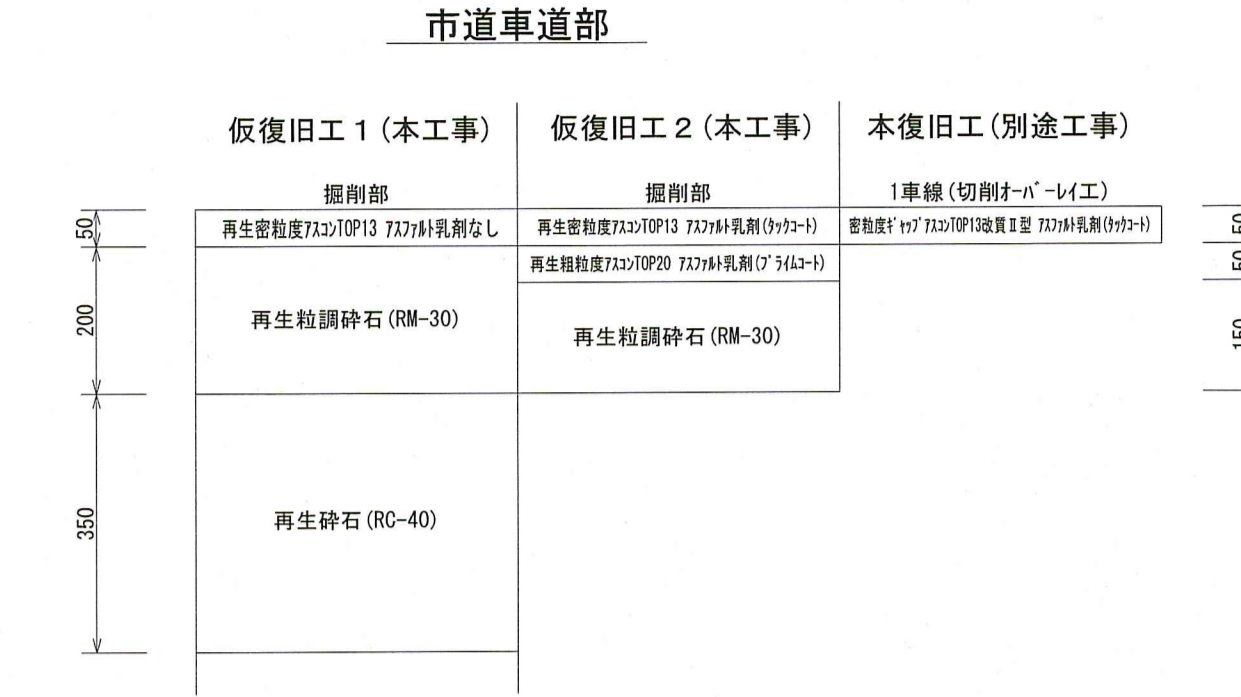 市道車道部
仮復旧工1(本工事)
仮復旧工2(本工事)
本復旧工(別途工事)
掘削部
掘削部
1車線(切削オーバーレイ工)
50
再生密粒度アスコンTOP13 アスファルト乳剤なし
再生密粒度アスコンTOP13 アスファルト乳剤(タックコート)
密粒度ギャップアスコンTOP13改質Ⅱ型 アスファルト乳剤(タックコート)
50
再生粗粒度アスコンTOP20 アスファルト乳剤(プライムコート)
50
200
再生粒調砕石(RM-30)
再生粒調砕石(RM-30)
150
350
再生砕石(RC-40)